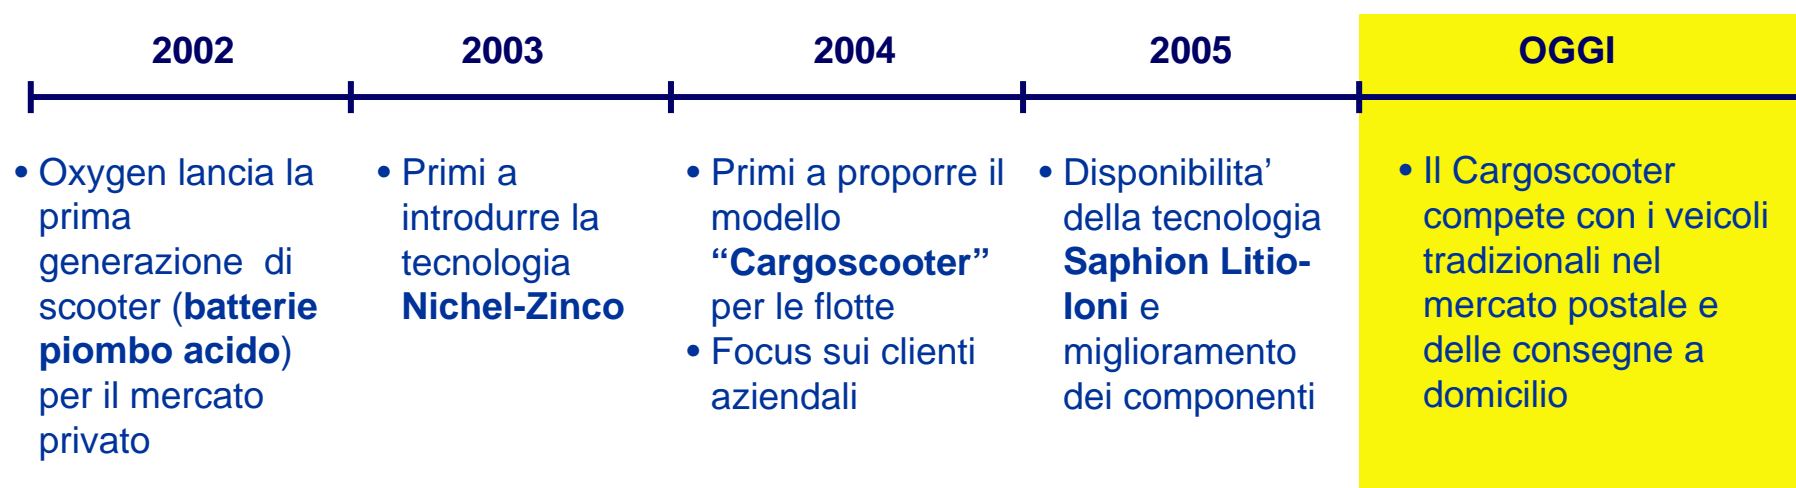 2002
2003
2004
2005
OGGI
• Oxygen lancia la
prima
generazione di
scooter (batterie
piombo acido)
per il mercato
privato
• Primi a
introdurre la
tecnologia
Nichel-Zinco
• Primi a proporre il
modello
“Cargoscooter”
per le flotte
• Focus sui clienti
aziendali
• Disponibilita’
della tecnologia
Saphion Litio-
Ioni e
miglioramento
dei componenti
• Il Cargoscooter
compete con i veicoli
tradizionali nel
mercato postale e
delle consegne a
domicilio